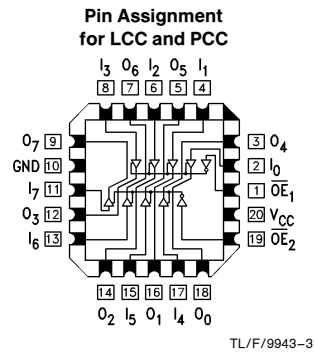 Pin Assignment
for LCC and PCC
I3 O6 I2 O5 I1
8 7 6 5 4
O7 9
GND 10
I7 11
O3 12
I6 13
3 O4
2 I0
1 OE1
20 VCC
19 OE2
14 15 16 17 18
O2 I5 O1 I4 O0
TL/F/9943–3